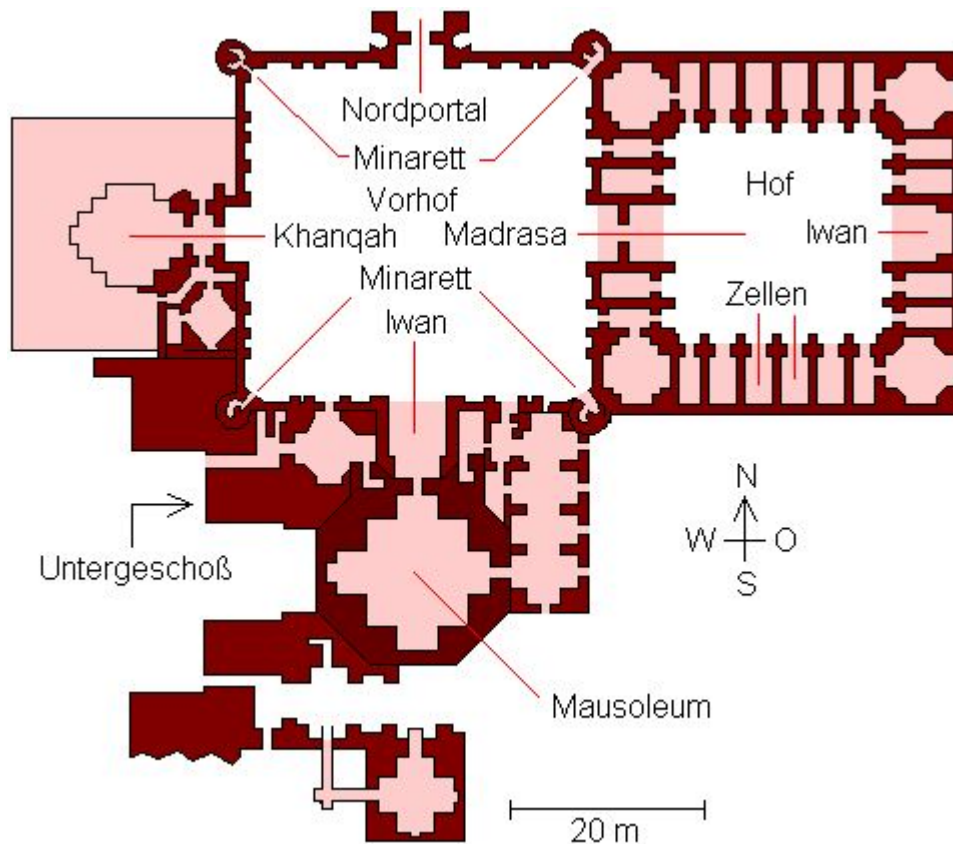 Nordportal
Minarett
Vorhof
Hof
Khanqah
Madrasa
Iwan
Minarett
Iwan
Zellen
N
W
O
S
Untergeschoß
Mausoleum
20 m